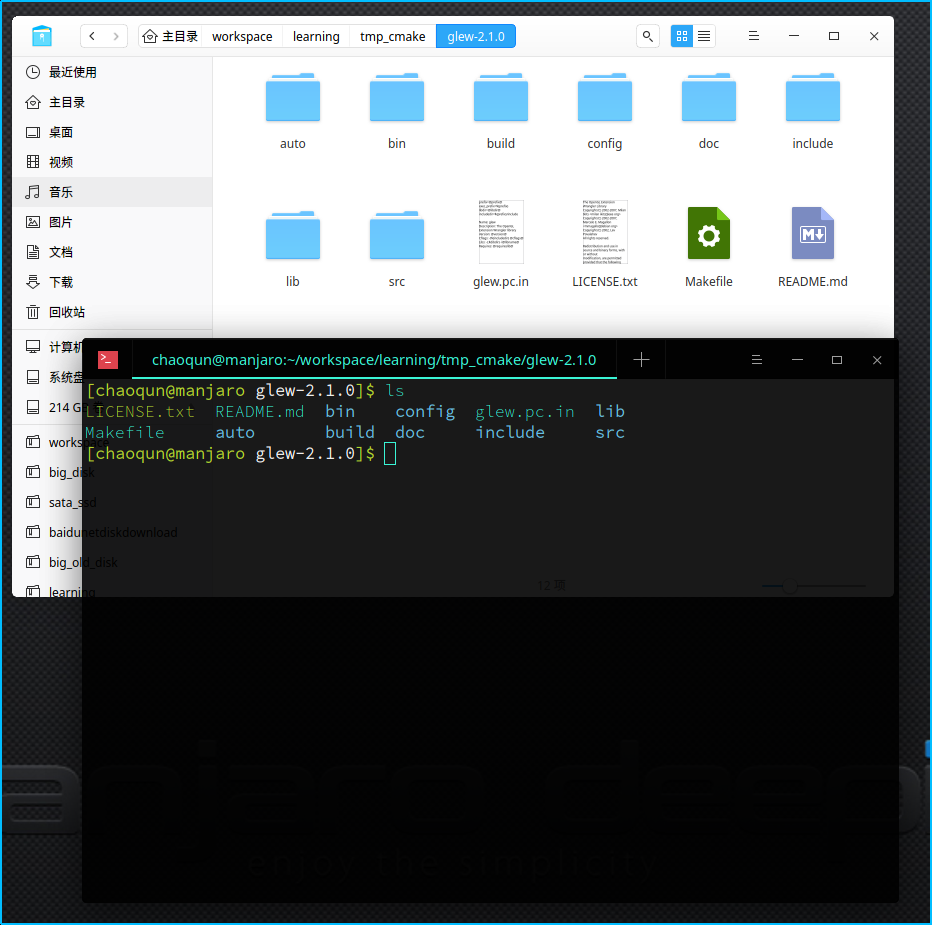 主目录 workspace learning tmp_cmake glew-2.1.0
最近使用
主目录
桌面
视频
音乐
图片
文档
下载
回收站
计算机
系统盘
214 G
workspace
big_disk
sata_ssd
baidunetdiskdownload
big_old_disk
learning
auto bin build config doc include
lib src glew.pc.in LICENSE.txt Makefile README.md
12 项
chaoqun@manjaro:~/workspace/learning/tmp_cmake/glew-2.1.0
[chaoqun@manjaro glew-2.1.0]$ ls
LICENSE.txt README.md bin config glew.pc.in lib
Makefile auto build doc include src
[chaoqun@manjaro glew-2.1.0]$
manjaro deepin
enjoy the simplicity